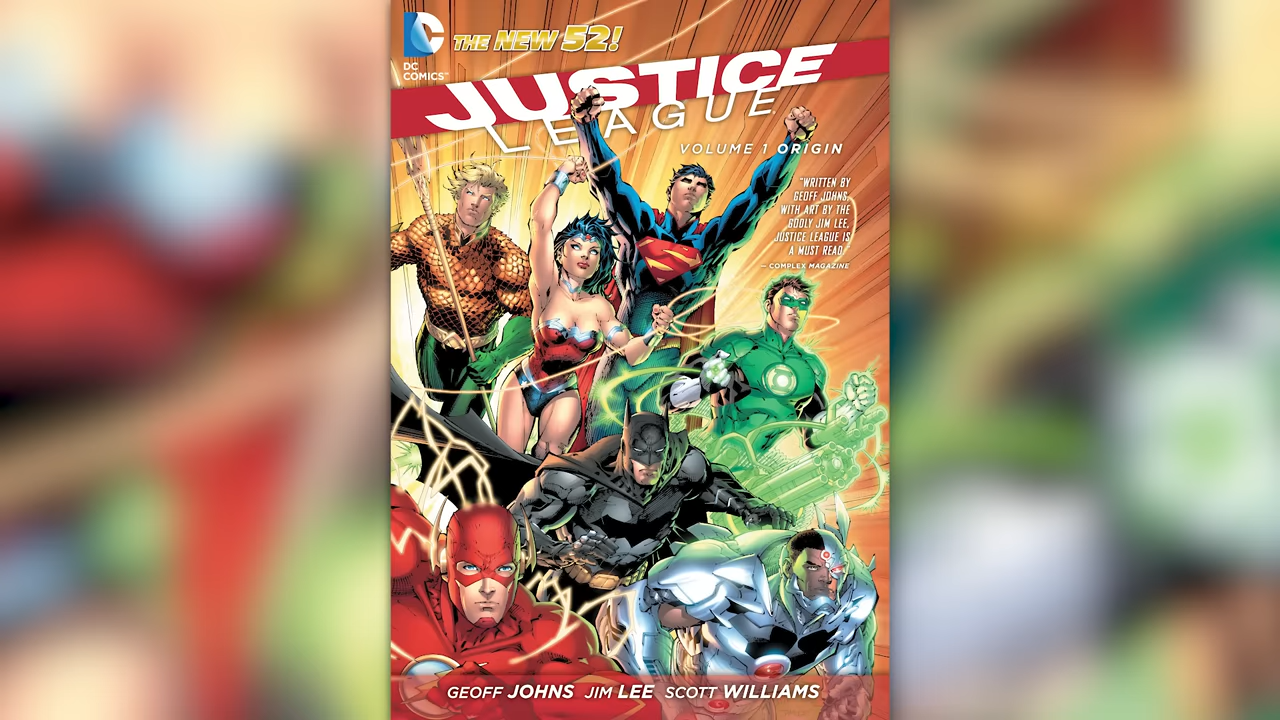 THE NEW 52!
DC
COMICS™
JUSTICE
LEAGUE
VOLUME 1 ORIGIN
"WRITTEN BY
GEOFF JOHNS,
WITH ART BY THE
GODLY JIM LEE,
JUSTICE LEAGUE IS
A MUST READ."
— COMPLEX MAGAZINE
GEOFF JOHNS JIM LEE SCOTT WILLIAMS